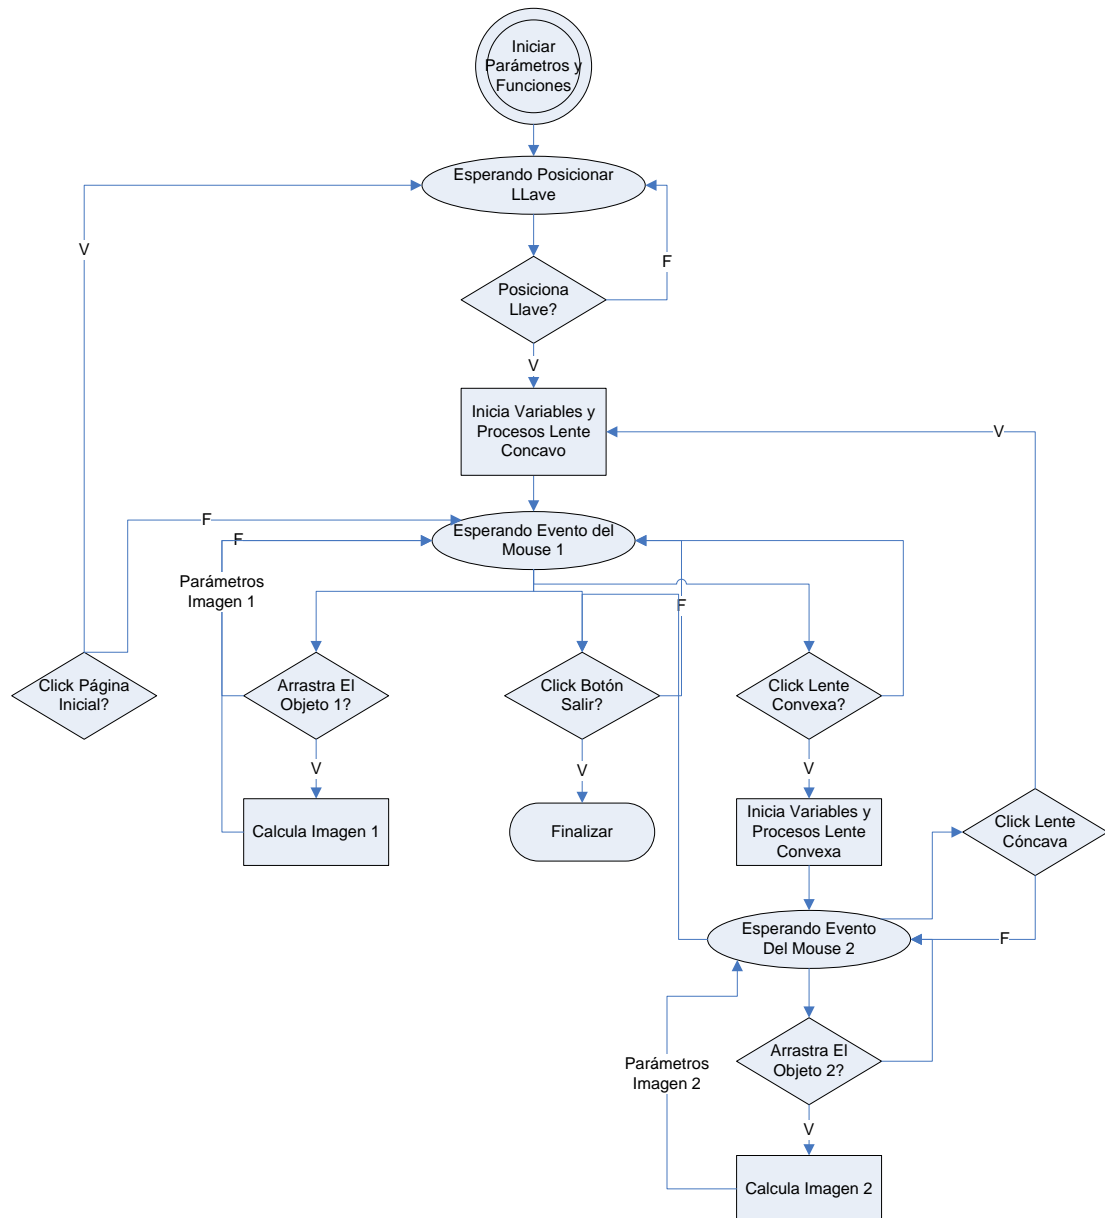 Iniciar
Parámetros y
Funciones
Esperando Posicionar
LLave
V
F
Posiciona
Llave?
V
Inicia Variables y
Procesos Lente
Concavo
V
F
Esperando Evento del
Mouse 1
F
Parámetros
Imagen 1
F
Click Página
Inicial?
Arrastra El
Objeto 1?
Click Botón
Salir?
Click Lente
Convexa?
V
V
V
Calcula Imagen 1
Finalizar
Inicia Variables y
Procesos Lente
Convexa
Click Lente
Cóncava
Esperando Evento
Del Mouse 2
F
Arrastra El
Objeto 2?
Parámetros
Imagen 2
V
Calcula Imagen 2